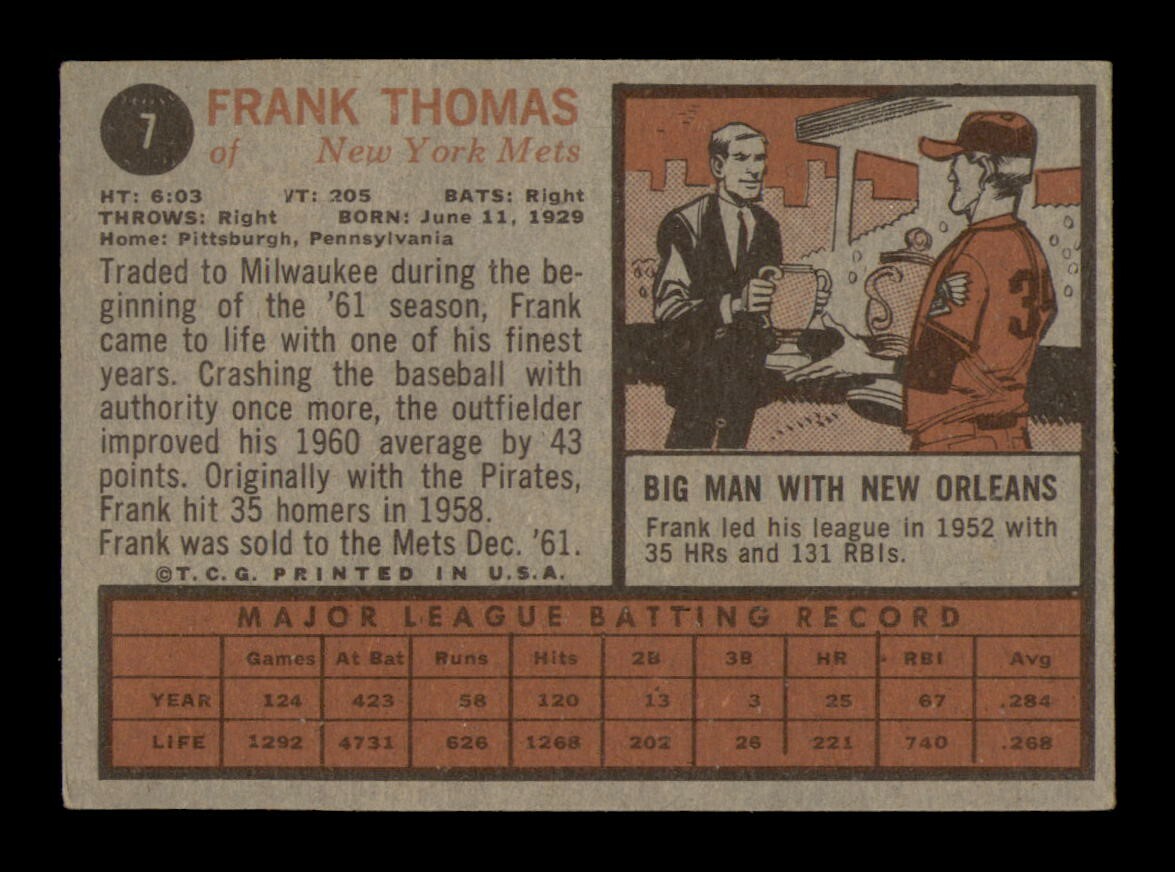 7
FRANK THOMAS
of New York Mets
HT: 6:03 WT: 205 BATS: Right
THROWS: Right BORN: June 11, 1929
Home: Pittsburgh, Pennsylvania
Traded to Milwaukee during the be-
ginning of the '61 season, Frank
came to life with one of his finest
years. Crashing the baseball with
authority once more, the outfielder
improved his 1960 average by 43
points. Originally with the Pirates,
Frank hit 35 homers in 1958.
Frank was sold to the Mets Dec. '61.
©T.C.G. PRINTED IN U.S.A.
S
3
BIG MAN WITH NEW ORLEANS
Frank led his league in 1952 with
35 HRs and 131 RBIs.
MAJOR LEAGUE BATTING RECORD
Games At Bat Runs Hits 2B 3B HR RBI Avg
YEAR 124 423 58 120 13 3 25 67 .284
LIFE 1292 4731 626 1268 202 26 221 740 .268